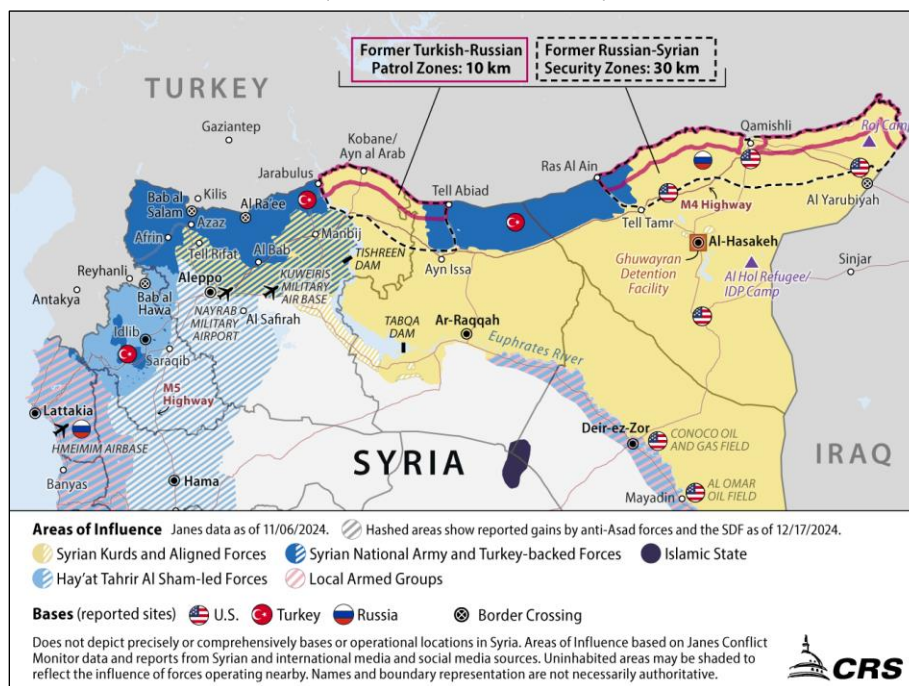 Former Turkish-Russian
Patrol Zones: 10 km
Former Russian-Syrian
Security Zones: 30 km
TURKEY
Gaziantep
Kobane/
Ayn al Arab
Qamishli
Roj Camp
Jarabulus
Ras Al Ain
Bab al
Salam
Kilis
Al Ra'ee
Tell Abiad
M4 Highway
Al Yarubiyah
Azaz
Afrin
Manbij
Tell Tamr
Tell Rifat
Al Bab
TISHREEN
DAM
Al-Hasakeh
Reyhanli
Aleppo
KUWEIRIS
MILITARY
AIR BASE
Ayn Issa
Ghuwayran
Detention
Facility
Al Hol Refugee/
IDP Camp
Sinjar
Antakya
Bab al
Hawa
NAYRAB
MILITARY
AIRPORT
Al Safirah
TABQA
DAM
Ar-Raqqah
Idlib
Saraqib
Euphrates River
M5
Highway
Lattakia
HMEIMIM AIRBASE
Deir-ez-Zor
CONOCO OIL
AND GAS FIELD
IRAQ
SYRIA
Banyas
Hama
Mayadin
AL OMAR
OIL FIELD
Areas of Influence Janes data as of 11/06/2024. Hashed areas show reported gains by anti-Asad forces and the SDF as of 12/17/2024.
Syrian Kurds and Aligned Forces Syrian National Army and Turkey-backed Forces Islamic State
Hay'at Tahrir Al Sham-led Forces Local Armed Groups
Bases (reported sites) U.S. Turkey Russia Border Crossing
Does not depict precisely or comprehensively bases or operational locations in Syria. Areas of Influence based on Janes Conflict
Monitor data and reports from Syrian and international media and social media sources. Uninhabited areas may be shaded to
reflect the influence of forces operating nearby. Names and boundary representation are not necessarily authoritative.
CRS